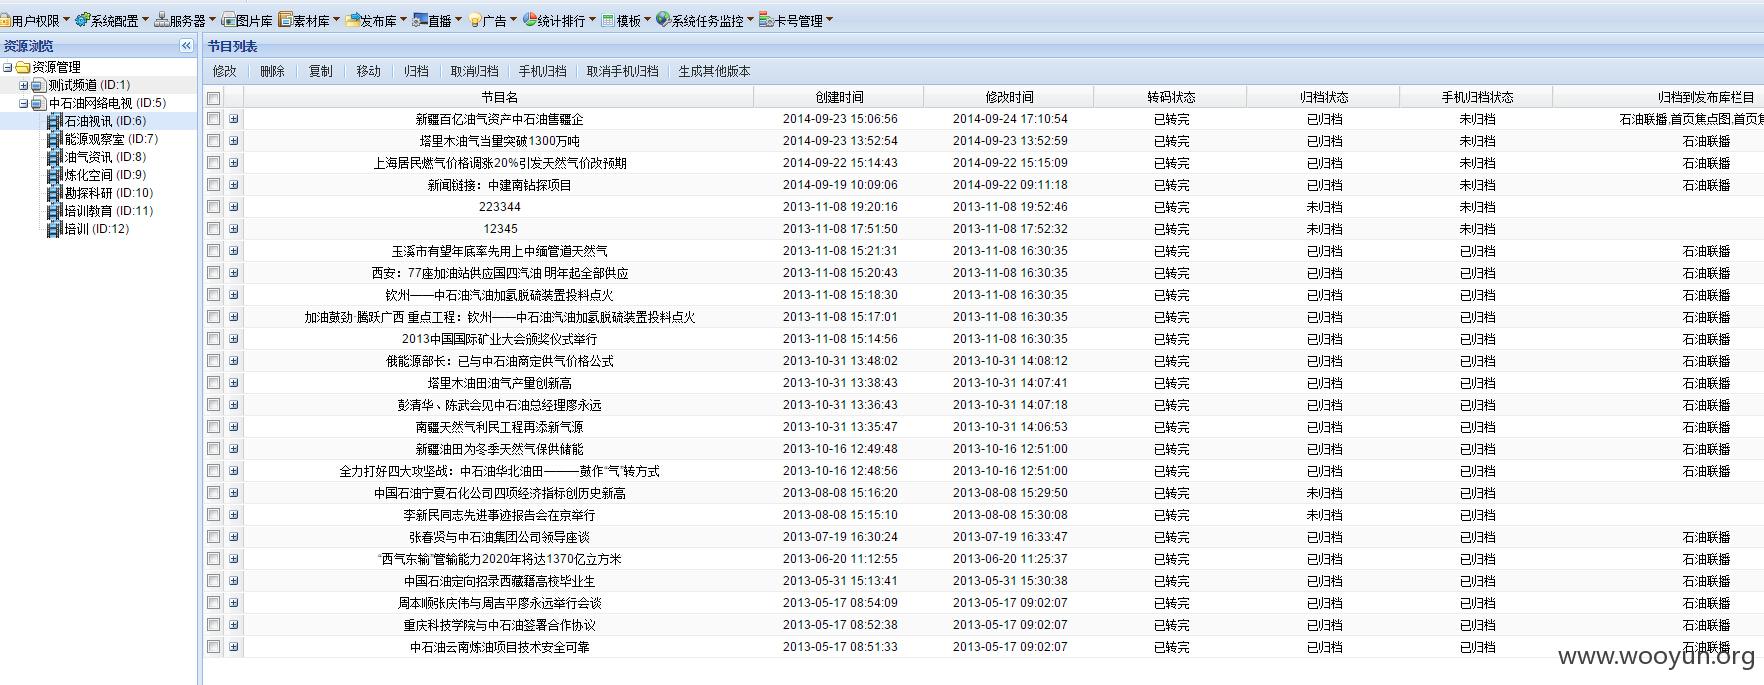 用户权限 系统配置 服务器 图片库 素材库 发布库 直播 广告 统计排行 模板 系统任务监控 卡号管理
资源浏览
资源管理
测试频道 (ID:1)
中石油网络电视 (ID:5)
石油视讯 (ID:6)
能源观察室 (ID:7)
油气资讯 (ID:8)
炼化空间 (ID:9)
勘探科研 (ID:10)
培训教育 (ID:11)
培训 (ID:12)
节目列表
修改 删除 复制 移动 归档 取消归档 手机归档 取消手机归档 生成其他版本
节目名 创建时间 修改时间 转码状态 归档状态 手机归档状态 归档到发布库栏目
新疆百亿油气资产中石油售疆企 2014-09-23 15:06:56 2014-09-24 17:10:54 已转完 已归档 未归档 石油联播,首页焦点图,首页焦
塔里木油气当量突破1300万吨 2014-09-23 13:52:54 2014-09-23 13:52:59 已转完 已归档 未归档 石油联播
上海居民燃气价格调涨20%引发天然气价改预期 2014-09-22 15:14:43 2014-09-22 15:15:09 已转完 已归档 未归档 石油联播
新闻链接：中建南钻探项目 2014-09-19 10:09:06 2014-09-22 09:11:18 已转完 已归档 未归档 石油联播
223344 2013-11-08 19:20:16 2013-11-08 19:52:46 已转完 未归档 未归档
12345 2013-11-08 17:51:50 2013-11-08 17:52:32 已转完 未归档 未归档
玉溪市有望年底率先用上中缅管道天然气 2013-11-08 15:21:31 2013-11-08 16:30:35 已转完 已归档 已归档 石油联播
西安：77座加油站供应国四汽油 明年起全部供应 2013-11-08 15:20:43 2013-11-08 16:30:35 已转完 已归档 已归档 石油联播
钦州——中石油汽油加氢脱硫装置投料点火 2013-11-08 15:18:30 2013-11-08 16:30:35 已转完 已归档 已归档 石油联播
加油鼓劲·腾跃广西 重点工程：钦州——中石油汽油加氢脱硫装置投料点火 2013-11-08 15:17:01 2013-11-08 16:30:35 已转完 已归档 已归档 石油联播
2013中国国际矿业大会颁奖仪式举行 2013-11-08 15:14:56 2013-11-08 16:30:35 已转完 已归档 已归档 石油联播
俄能源部长：已与中石油商定供气价格公式 2013-10-31 13:48:02 2013-10-31 14:08:12 已转完 已归档 已归档 石油联播
塔里木油田油气产量创新高 2013-10-31 13:38:43 2013-10-31 14:07:41 已转完 已归档 已归档 石油联播
彭清华、陈武会见中石油总经理廖永远 2013-10-31 13:36:43 2013-10-31 14:07:18 已转完 已归档 已归档 石油联播
南疆天然气利民工程再添新气源 2013-10-31 13:35:47 2013-10-31 14:06:53 已转完 已归档 已归档 石油联播
新疆油田为冬季天然气保供储能 2013-10-16 12:49:48 2013-10-16 12:51:00 已转完 已归档 已归档 石油联播
全力打好四大攻坚战：中石油华北油田———鼓作“气”转方式 2013-10-16 12:48:56 2013-10-16 12:51:00 已转完 已归档 已归档 石油联播
中国石油宁夏石化公司四项经济指标创历史新高 2013-08-08 15:16:20 2013-08-08 15:29:50 已转完 未归档 已归档
李新民同志先进事迹报告会在京举行 2013-08-08 15:15:10 2013-08-08 15:30:08 已转完 未归档 已归档
张春贤与中石油集团公司领导座谈 2013-07-19 16:30:24 2013-07-19 16:33:47 已转完 已归档 已归档 石油联播
“西气东输”管输能力2020年将达1370亿立方米 2013-06-20 11:12:55 2013-06-20 11:25:37 已转完 已归档 已归档 石油联播
中国石油定向招录西藏籍高校毕业生 2013-05-31 15:13:41 2013-05-31 15:30:38 已转完 已归档 已归档 石油联播
周本顺张庆伟与周吉平廖永远举行会谈 2013-05-17 08:54:09 2013-05-17 09:02:07 已转完 已归档 已归档 石油联播
重庆科技学院与中石油签署合作协议 2013-05-17 08:52:38 2013-05-17 09:02:07 已转完 已归档 已归档 石油联播
中石油云南炼油项目技术安全可靠 2013-05-17 08:51:33 2013-05-17 09:02:07 已转完 已归档 已归档 石油联播
www.wooyun.org